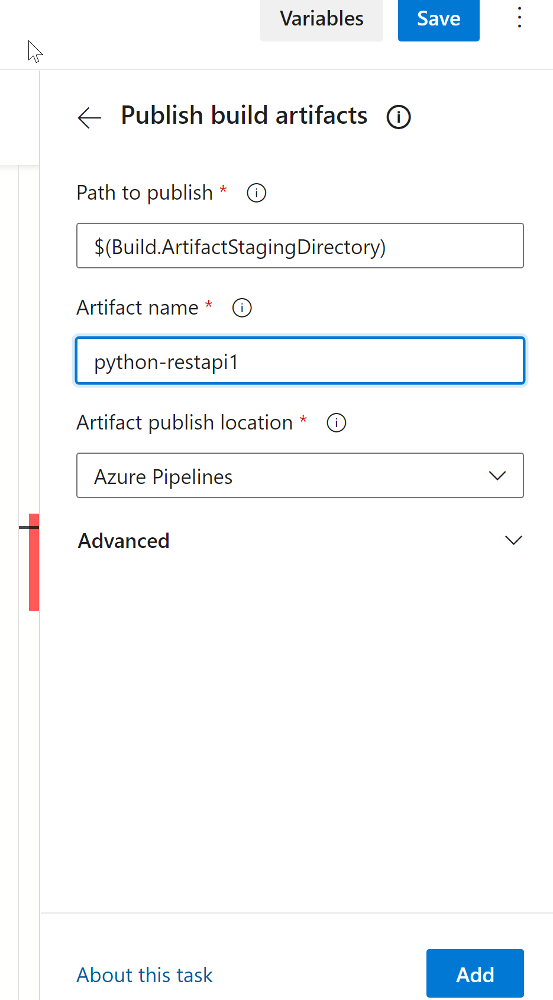 Variables
Save
Publish build artifacts
Path to publish *
$(Build.ArtifactStagingDirectory)
Artifact name *
python-restapi1
Artifact publish location *
Azure Pipelines
Advanced
About this task
Add